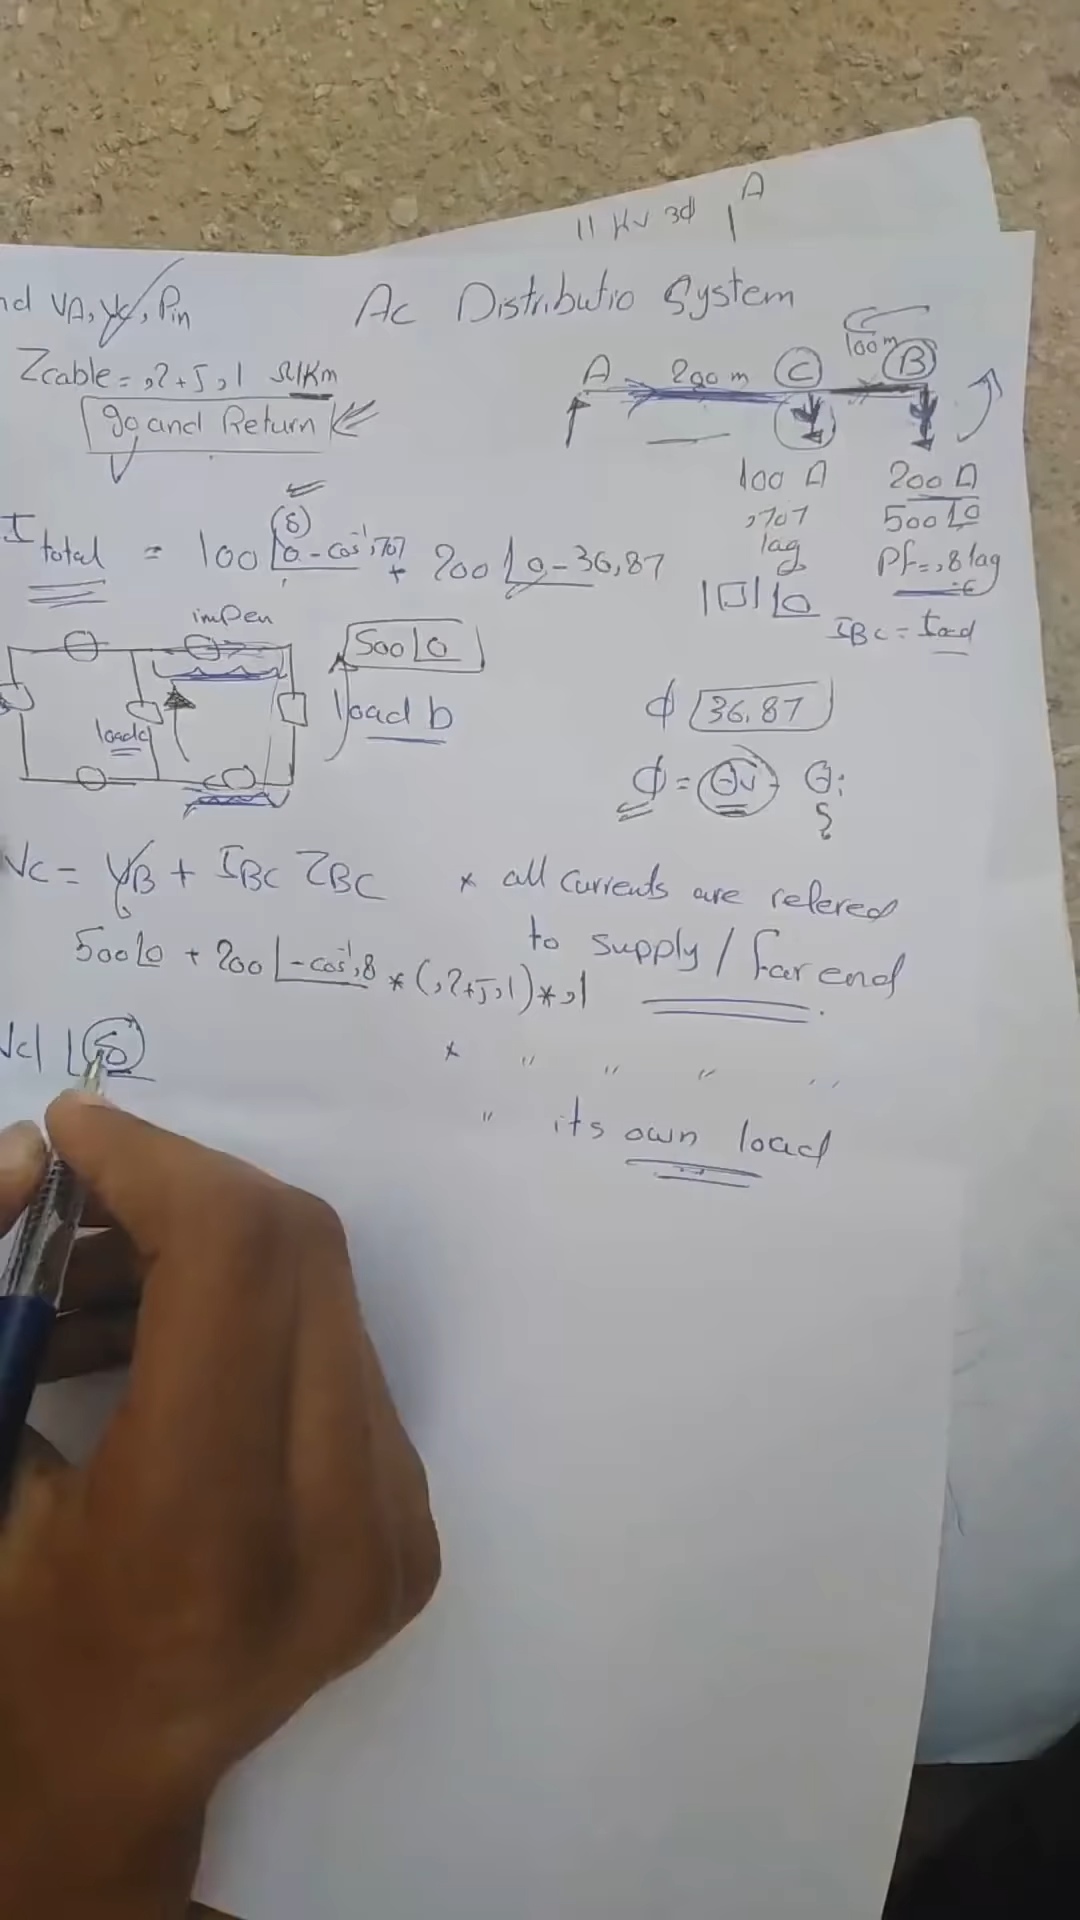 11 kv 3ϕ A
nd VA, Vc, Pin
Ac Distributio System
Zcable = ,2 + J,1 Ω/Km
go and Return
A 200 m C 100m B
100 A 200 A
,707 500∟0
lag Pf=,8 lag
|□|∟0
IBC = Load
(δ)
I total = 100∟0-cos⁻¹,707 + 200∟0-36,87
impen
500∟0
load b
loadc
ϕ 36,87
ϕ = θv - θi
Vc = VB + IBC ZBC
* all currents are refered
to supply / far end
500∟0 + 200∟-cos⁻¹,8 * (,2+J,1)*,1
Vc| ∟δ
* " " " "
" its own load